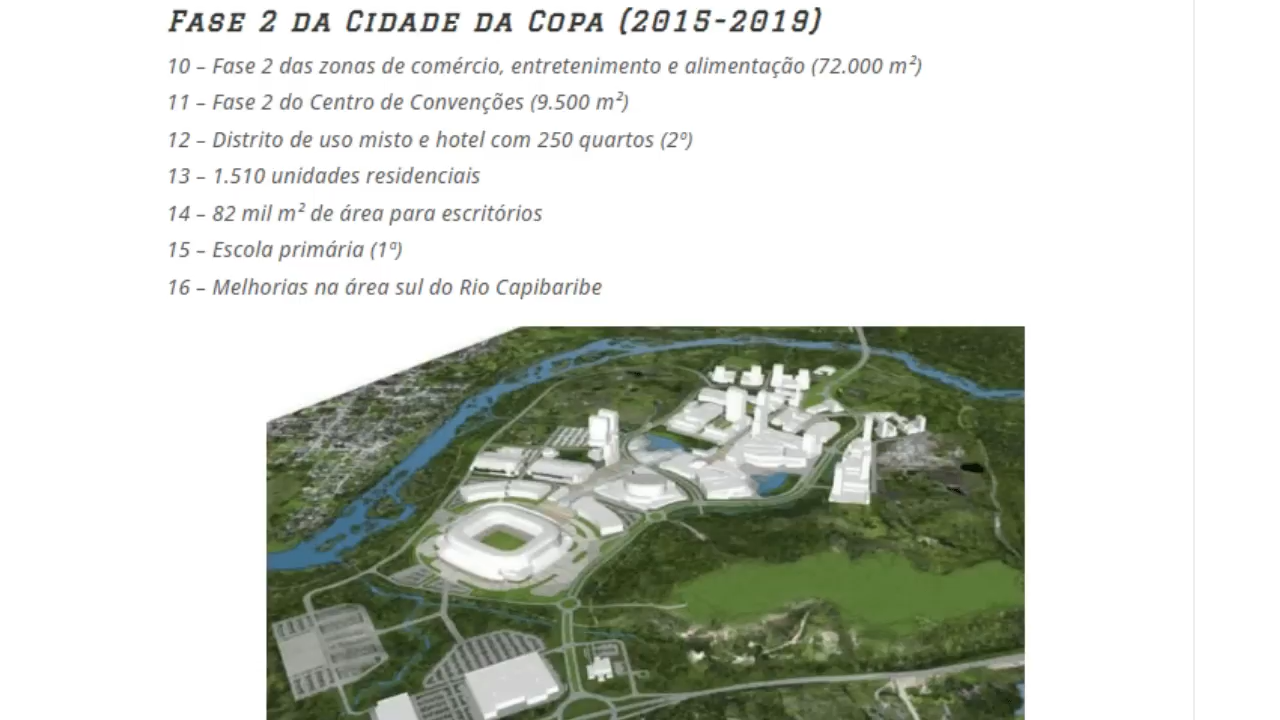 Fase 2 da Cidade da Copa (2015-2019)
10 – Fase 2 das zonas de comércio, entretenimento e alimentação (72.000 m²)
11 – Fase 2 do Centro de Convenções (9.500 m²)
12 – Distrito de uso misto e hotel com 250 quartos (2º)
13 – 1.510 unidades residenciais
14 – 82 mil m² de área para escritórios
15 – Escola primária (1ª)
16 – Melhorias na área sul do Rio Capibaribe